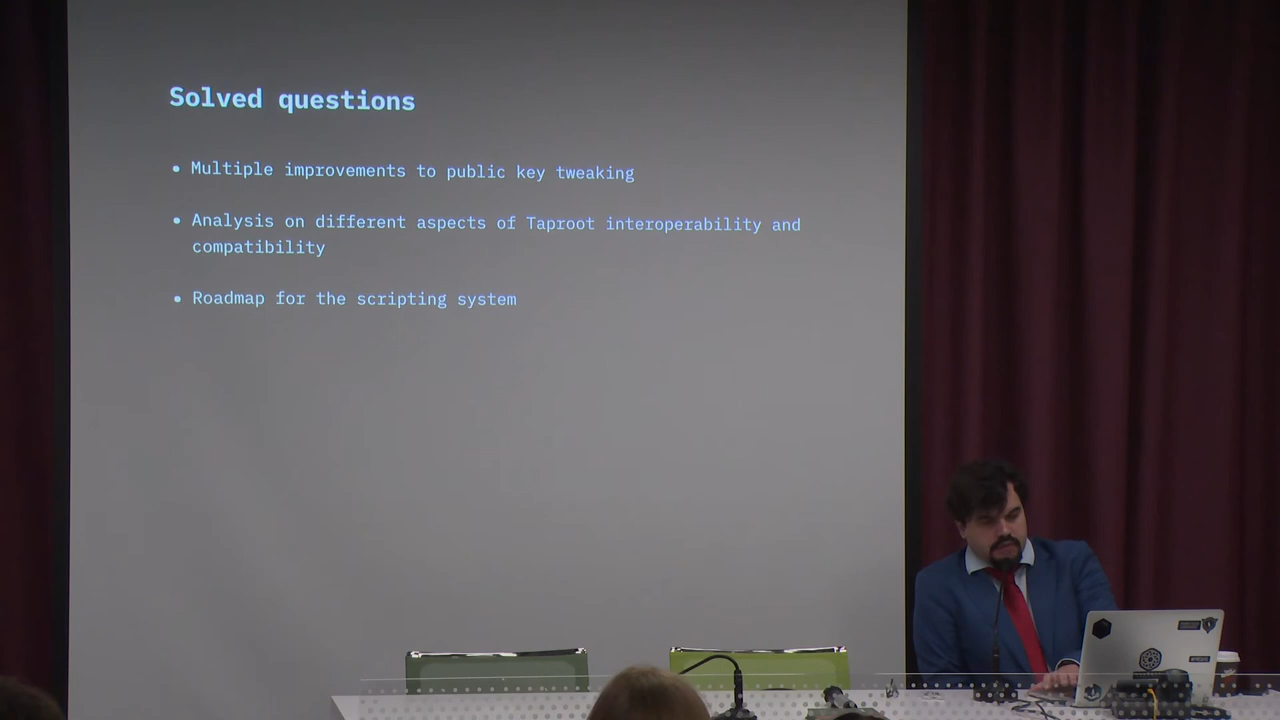 Solved questions
• Multiple improvements to public key tweaking
• Analysis on different aspects of Taproot interoperability and
compatibility
• Roadmap for the scripting system